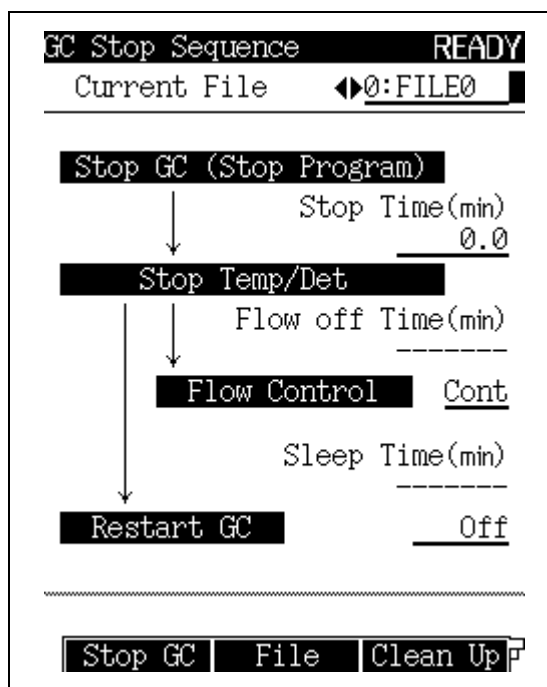 GC Stop Sequence READY
Current File ◀▶0:FILE0
Stop GC (Stop Program)
Stop Time(min)
0.0
Stop Temp/Det
Flow off Time(min)
-------
Flow Control Cont
Sleep Time(min)
-------
Restart GC Off
Stop GC File Clean Up